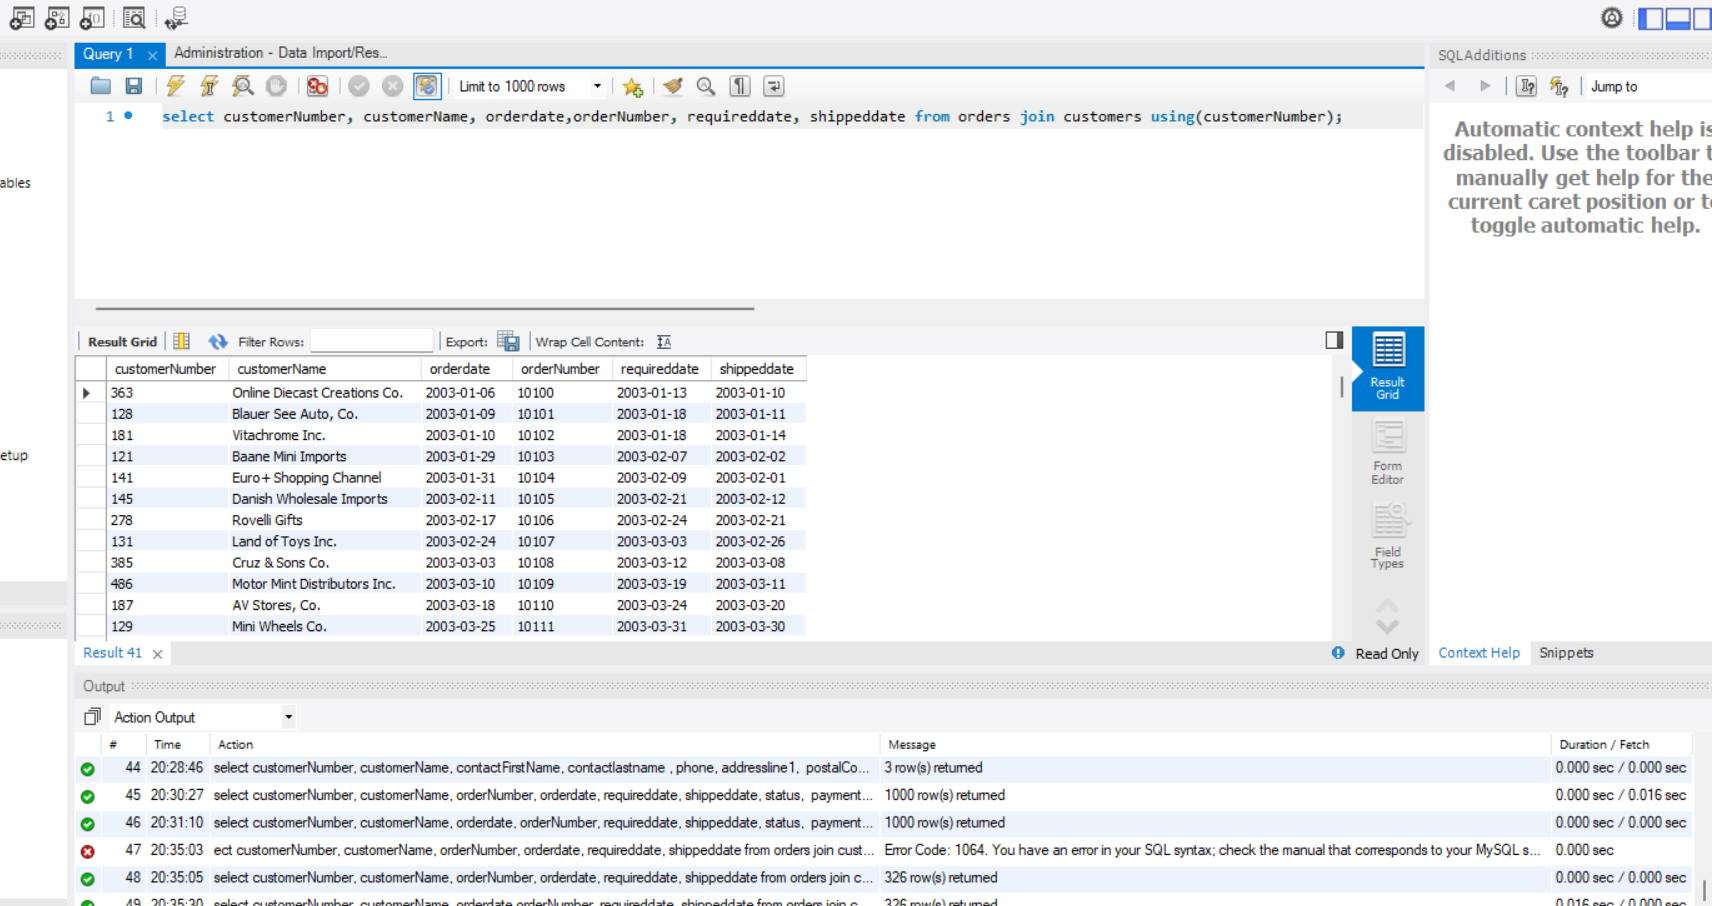 Query 1
Administration - Data Import/Res...
SQLAdditions
Limit to 1000 rows
Jump to
1
select customerNumber, customerName, orderdate,orderNumber, requireddate, shippeddate from orders join customers using(customerNumber);
Automatic context help is
disabled. Use the toolbar
manually get help for the
current caret position or
toggle automatic help.
ables
etup
Result Grid
Filter Rows:
Export:
Wrap Cell Content:
customerNumber customerName orderdate orderNumber requireddate shippeddate
363 Online Diecast Creations Co. 2003-01-06 10100 2003-01-13 2003-01-10
128 Blauer See Auto, Co. 2003-01-09 10101 2003-01-18 2003-01-11
181 Vitachrome Inc. 2003-01-10 10102 2003-01-18 2003-01-14
121 Baane Mini Imports 2003-01-29 10103 2003-02-07 2003-02-02
141 Euro+ Shopping Channel 2003-01-31 10104 2003-02-09 2003-02-01
145 Danish Wholesale Imports 2003-02-11 10105 2003-02-21 2003-02-12
278 Rovelli Gifts 2003-02-17 10106 2003-02-24 2003-02-21
131 Land of Toys Inc. 2003-02-24 10107 2003-03-03 2003-02-26
385 Cruz & Sons Co. 2003-03-03 10108 2003-03-12 2003-03-08
486 Motor Mint Distributors Inc. 2003-03-10 10109 2003-03-19 2003-03-11
187 AV Stores, Co. 2003-03-18 10110 2003-03-24 2003-03-20
129 Mini Wheels Co. 2003-03-25 10111 2003-03-31 2003-03-30
Result
Grid
Form
Editor
Field
Types
Result 41
Read Only
Context Help
Snippets
Output
Action Output
# Time Action Message Duration / Fetch
44 20:28:46 select customerNumber, customerName, contactFirstName, contactlastname , phone, addressline1, postalCo... 3 row(s) returned 0.000 sec / 0.000 sec
45 20:30:27 select customerNumber, customerName, orderNumber, orderdate, requireddate, shippeddate, status, payment... 1000 row(s) returned 0.000 sec / 0.016 sec
46 20:31:10 select customerNumber, customerName, orderdate, orderNumber, requireddate, shippeddate, status, payment... 1000 row(s) returned 0.000 sec / 0.000 sec
47 20:35:03 ect customerNumber, customerName, orderNumber, orderdate, requireddate, shippeddate from orders join cust... Error Code: 1064. You have an error in your SQL syntax; check the manual that corresponds to your MySQL s... 0.000 sec
48 20:35:05 select customerNumber, customerName, orderNumber, orderdate, requireddate, shippeddate from orders join c... 326 row(s) returned 0.000 sec / 0.000 sec
49 20:35:30 select customerNumber, customerName, orderdate,orderNumber, requireddate, shippeddate from orders join c... 326 row(s) returned 0.016 sec / 0.000 sec